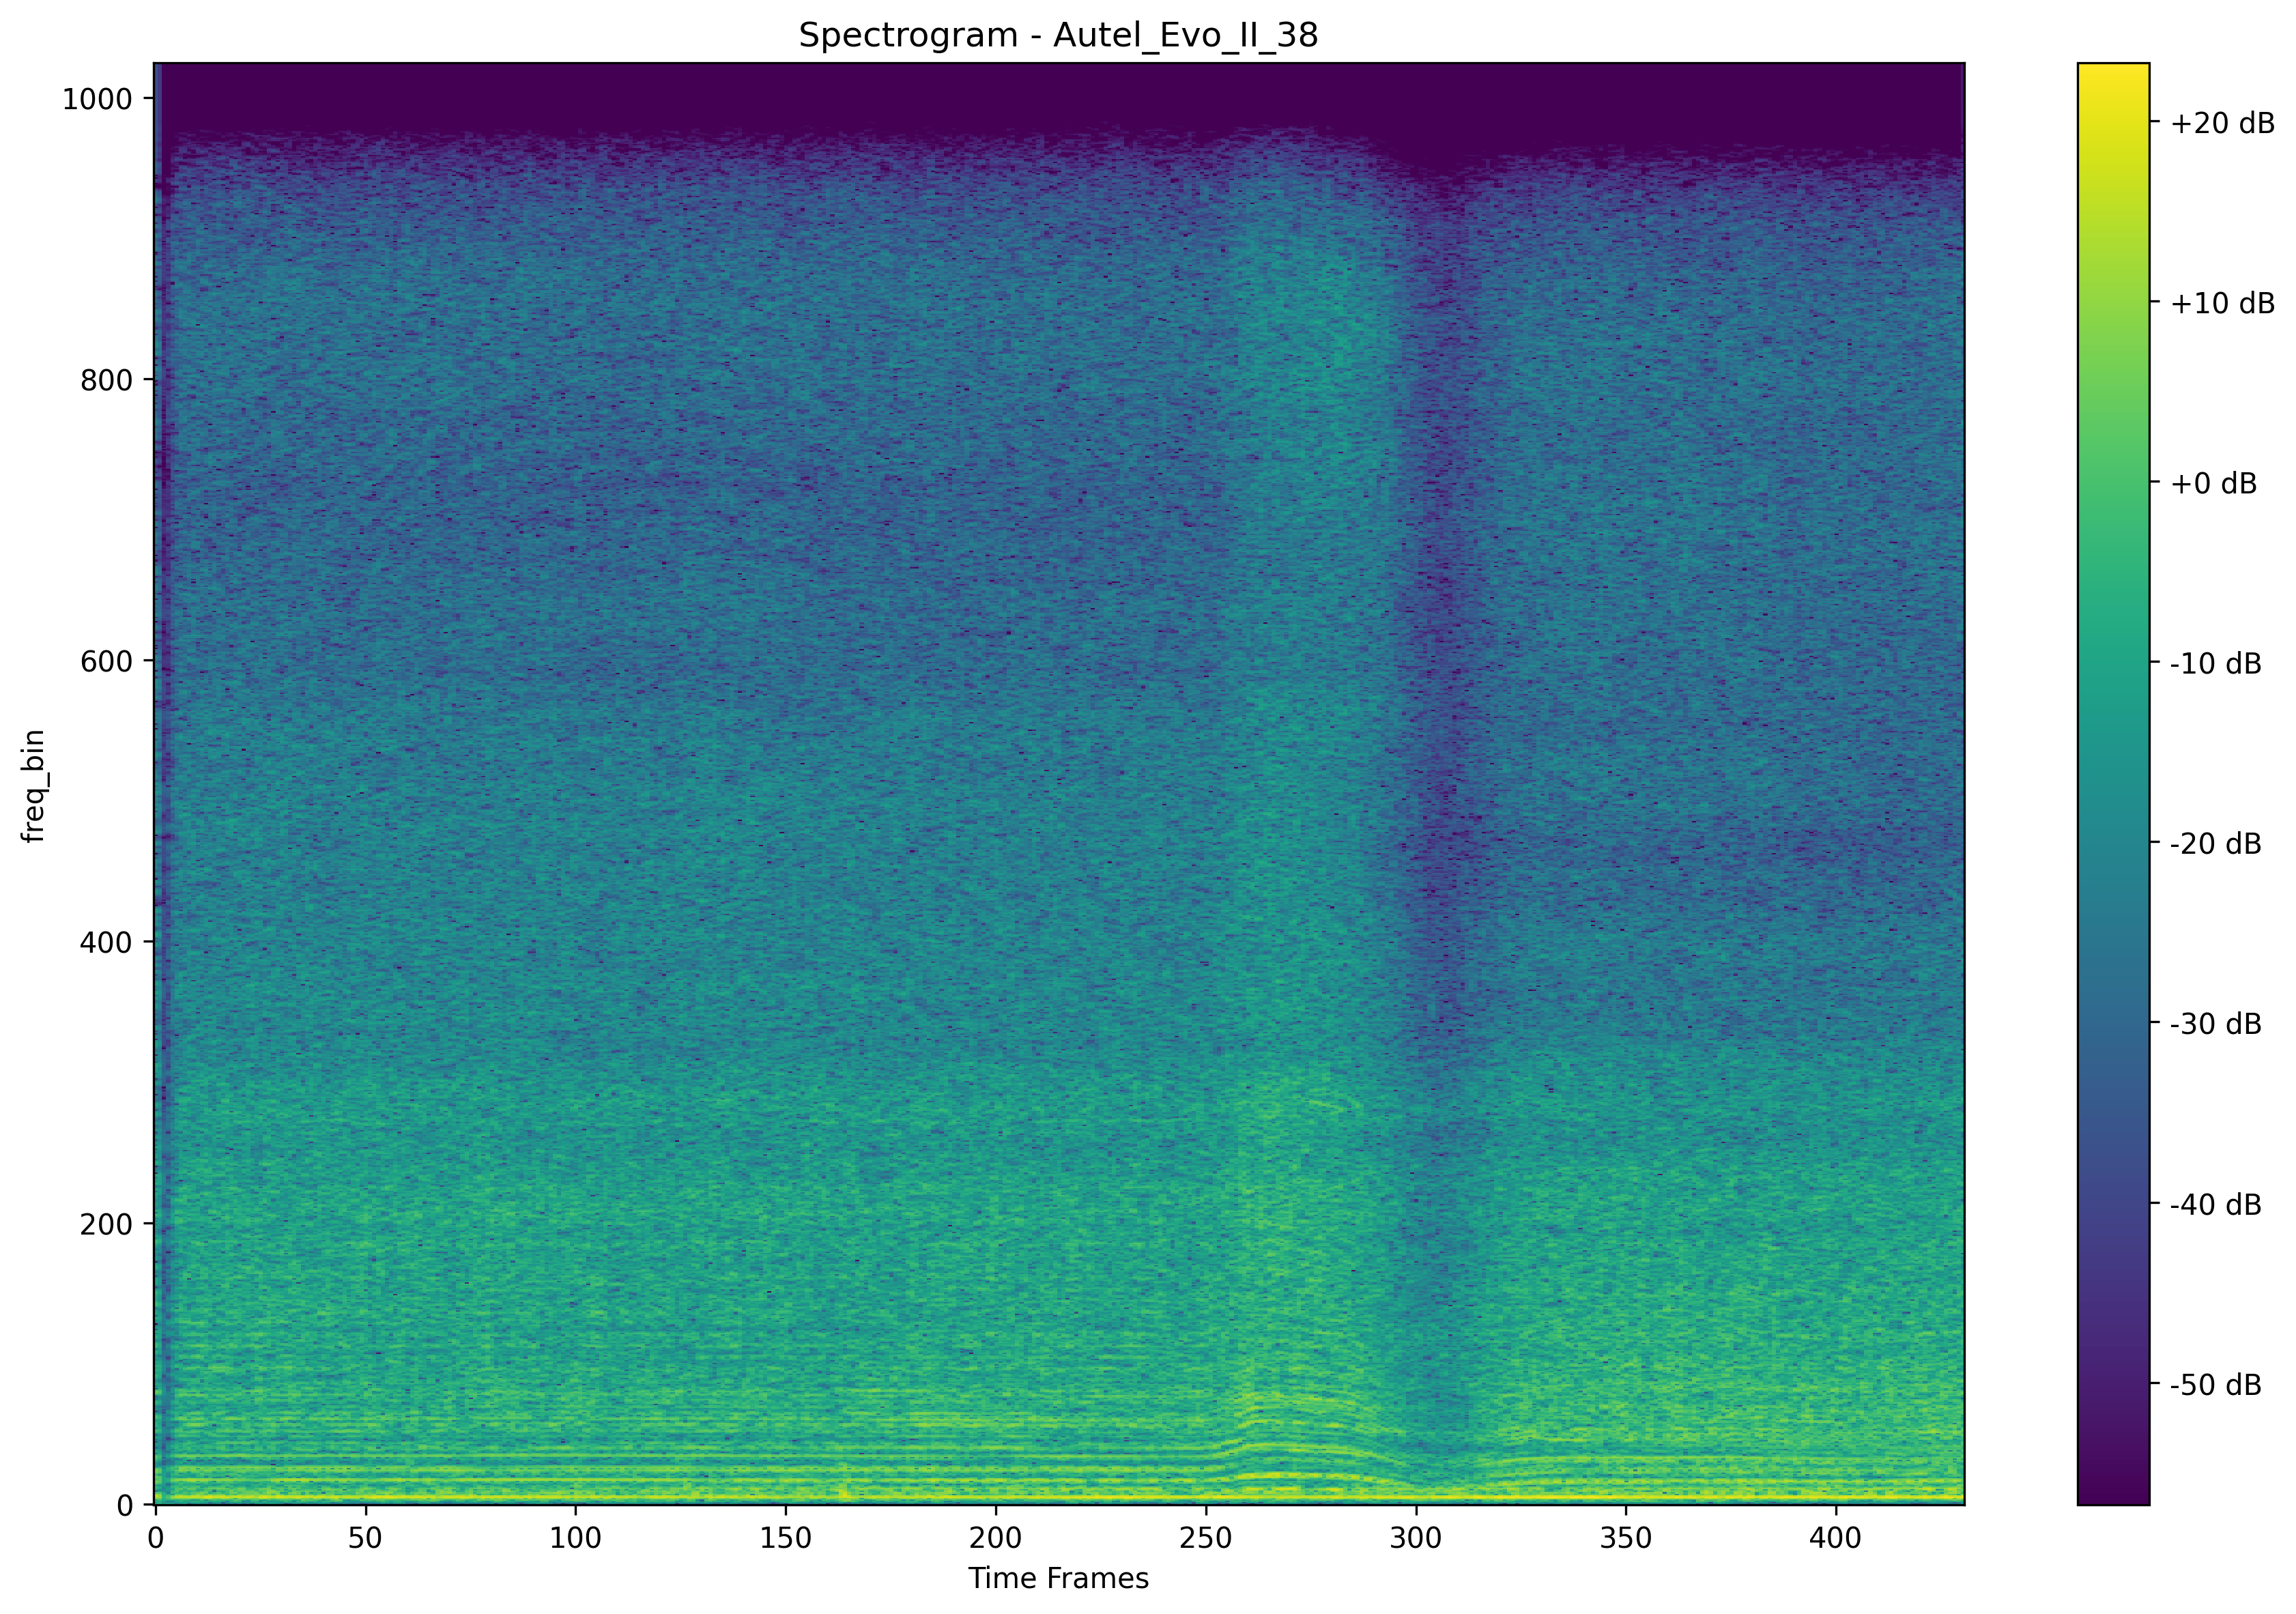 Spectrogram - Autel_Evo_II_38
1000
800
600
400
200
0
freq_bin
0 50 100 150 200 250 300 350 400
Time Frames
+20 dB
+10 dB
+0 dB
-10 dB
-20 dB
-30 dB
-40 dB
-50 dB